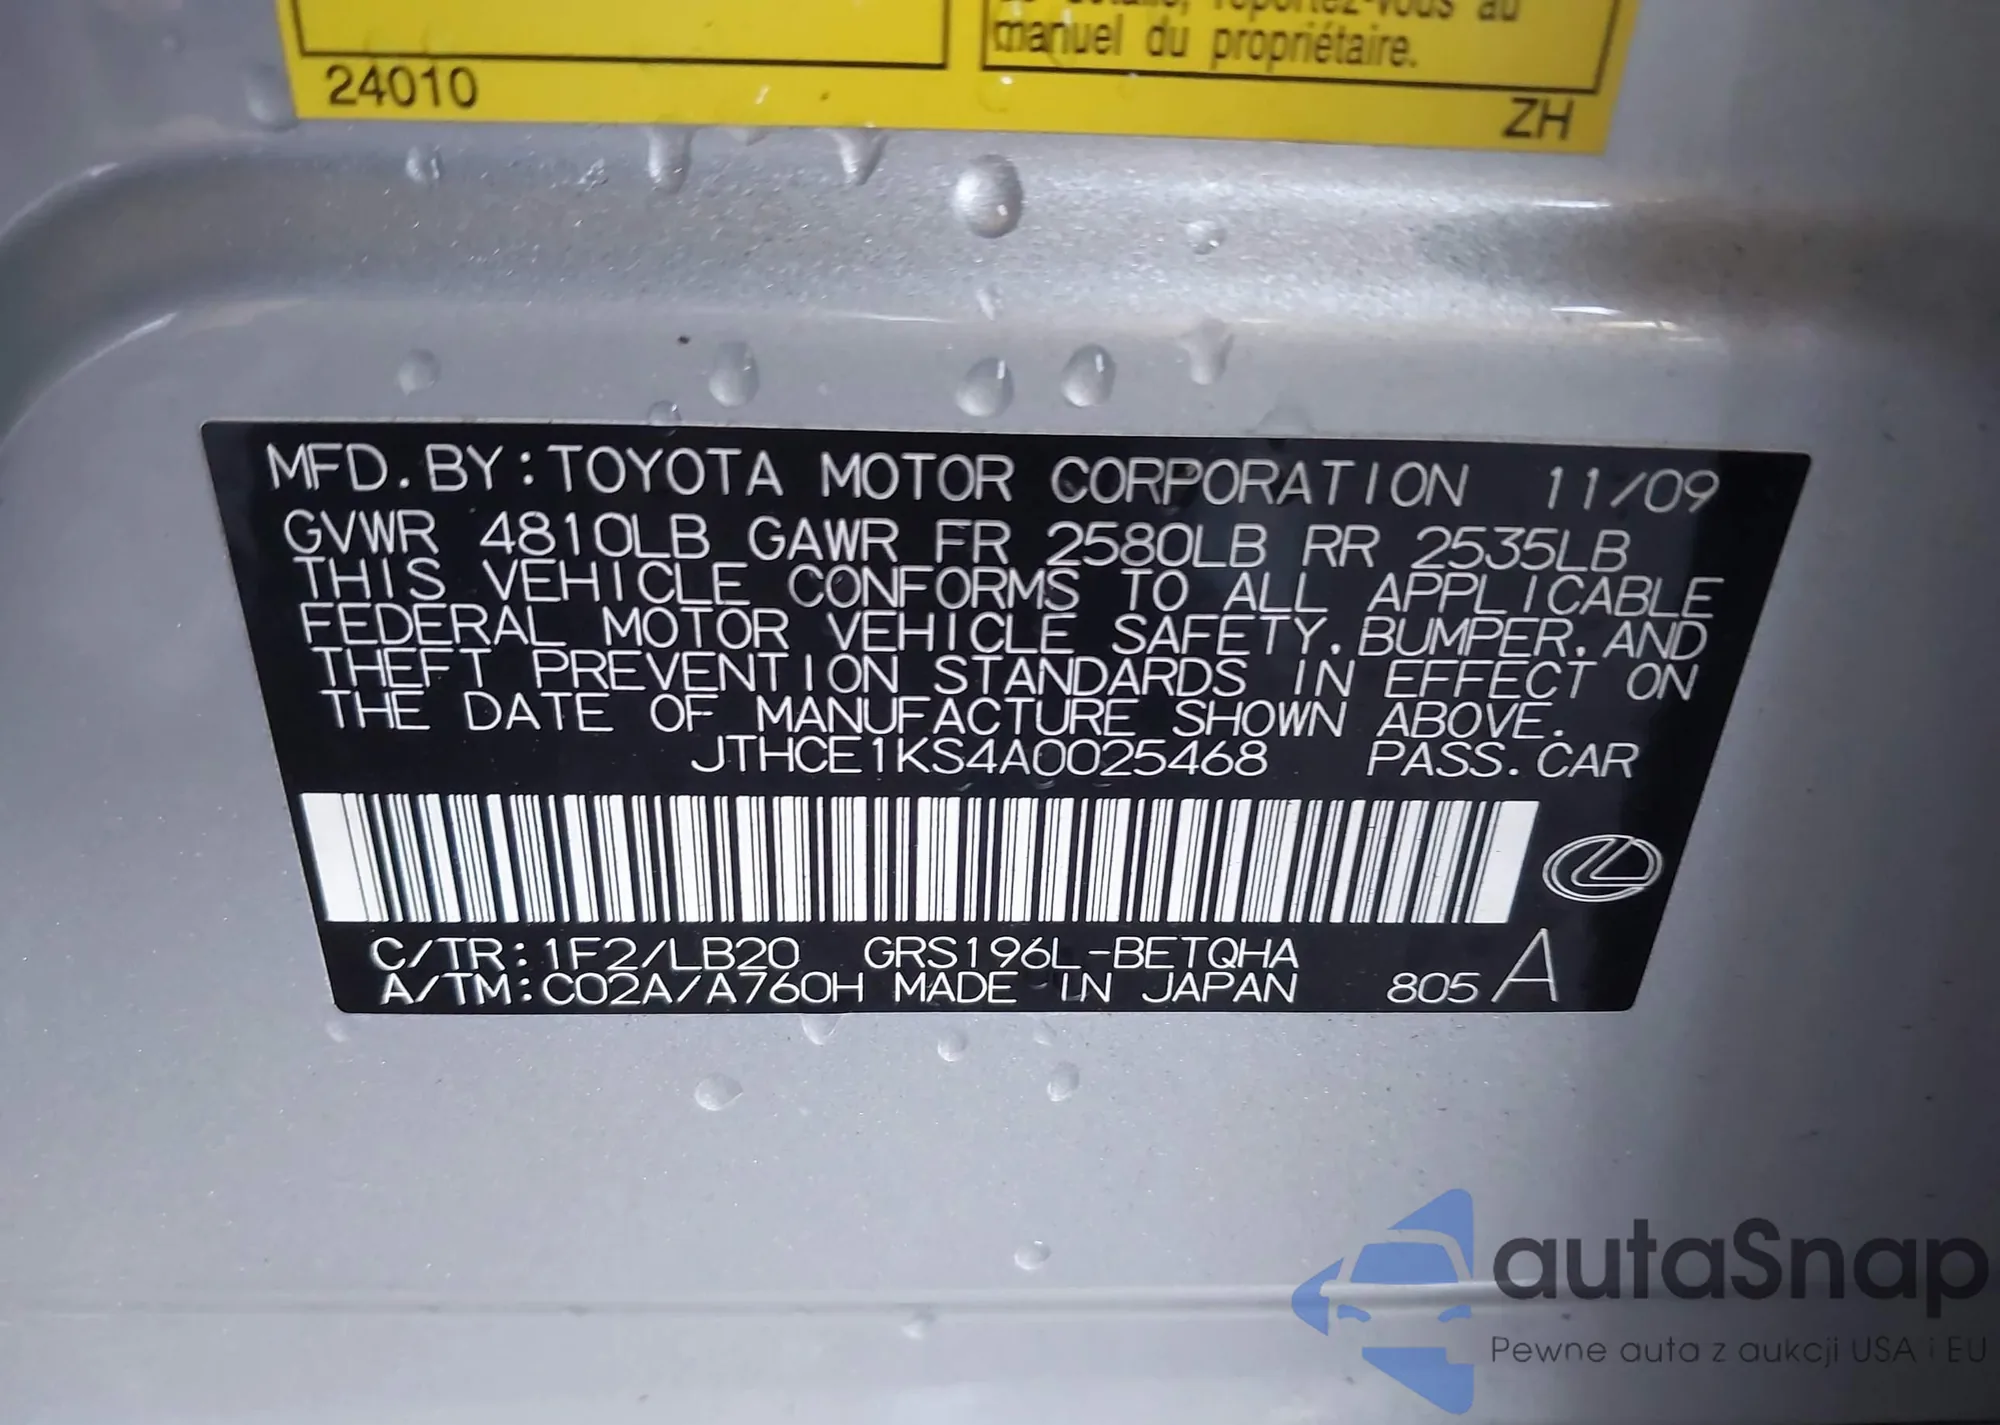 manuel du propriétaire.
24010
ZH
MFD. BY: TOYOTA MOTOR CORPORATION 11/09
GVWR 4810LB GAWR FR 2580LB RR 2535LB
THIS VEHICLE CONFORMS TO ALL APPLICABLE
FEDERAL MOTOR VEHICLE SAFETY. BUMPER. AND
THEFT PREVENTION STANDARDS IN EFFECT ON
THE DATE OF MANUFACTURE SHOWN ABOVE.
JTHCE1KS4A0025468 PASS. CAR
C/TR: 1F2/LB20 GRS196L-BETQHA
A/TM: C02A/A760H MADE IN JAPAN 805 A
autaSnap
Pewne auta z aukcji USA i EU